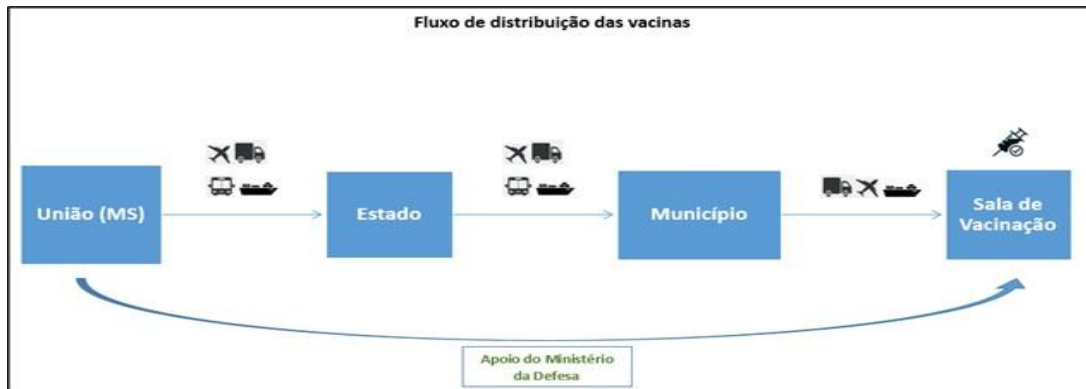 Fluxo de distribuição das vacinas
União (MS)
Estado
Município
Sala de
Vacinação
Apoio do Ministério
da Defesa